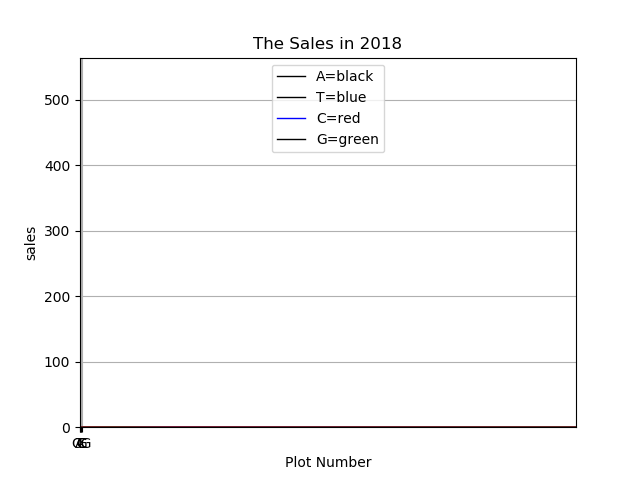 The Sales in 2018
A=black
T=blue
C=red
G=green
500
400
300
200
100
0
sales
Plot Number